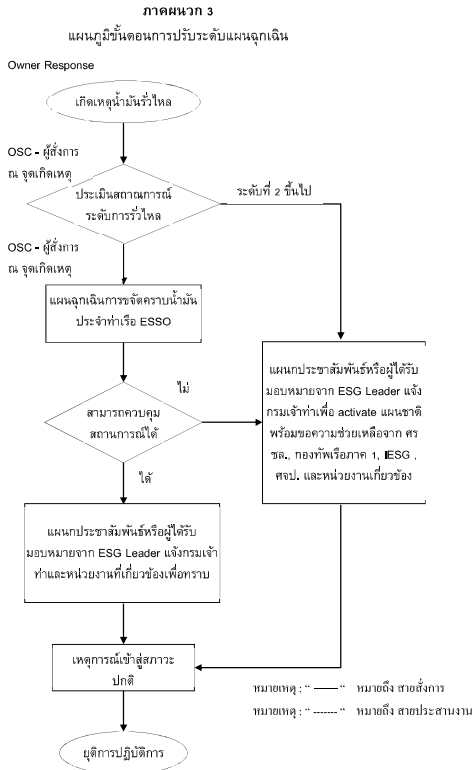 ภาคผนวก 3
แผนภูมิขั้นตอนการปรับระดับแผนฉุกเฉิน
Owner Response
เกิดเหตุน้ำมันรั่วไหล
OSC - ผู้สั่งการ
ณ จุดเกิดเหตุ
ประเมินสถานการณ์
ระดับการรั่วไหล
ระดับที่ 2 ขึ้นไป
OSC - ผู้สั่งการ
ณ จุดเกิดเหตุ
แผนฉุกเฉินการขจัดคราบน้ำมัน
ประจำท่าเรือ ESSO
แผนกประชาสัมพันธ์หรือผู้ได้รับ
มอบหมายจาก ESG Leader แจ้ง
กรมเจ้าท่าเพื่อ activate แผนชาติ
พร้อมขอความช่วยเหลือจาก ศร
ชล., กองทัพเรือภาค 1, IESG ,
ศจป. และหน่วยงานเกี่ยวข้อง
ไม่
สามารถควบคุม
สถานการณ์ได้
ได้
แผนกประชาสัมพันธ์หรือผู้ได้รับ
มอบหมายจาก ESG Leader แจ้งกรมเจ้า
ท่าและหน่วยงานที่เกี่ยวข้องเพื่อทราบ
เหตุการณ์เข้าสู่สภาวะ
ปกติ
หมายเหตุ : “ —— “ หมายถึง สายสั่งการ
หมายเหตุ : “ ------- “ หมายถึง สายประสานงาน
ยุติการปฏิบัติการ